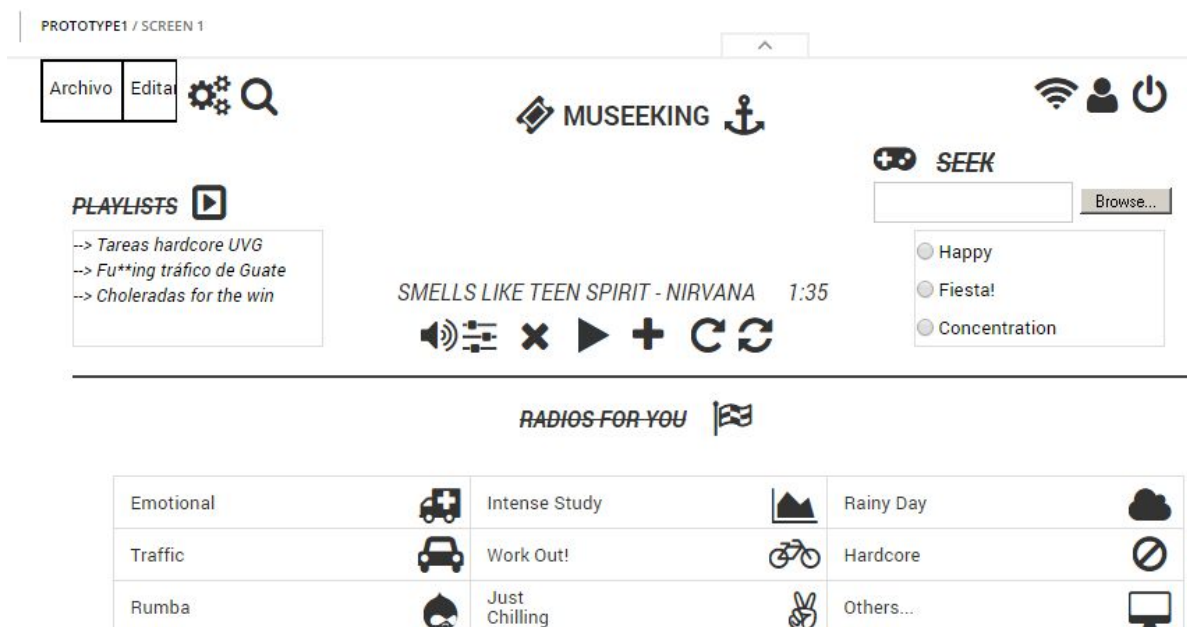 PROTOTYPE1 / SCREEN 1
Archivo Editar
MUSEEKING
SEEK
Browse...
PLAYLISTS
--> Tareas hardcore UVG
--> Fu**ing tráfico de Guate
--> Choleradas for the win
SMELLS LIKE TEEN SPIRIT - NIRVANA 1:35
Happy
Fiesta!
Concentration
RADIOS FOR YOU
Emotional
Intense Study
Rainy Day
Traffic
Work Out!
Hardcore
Rumba
Just
Chilling
Others...